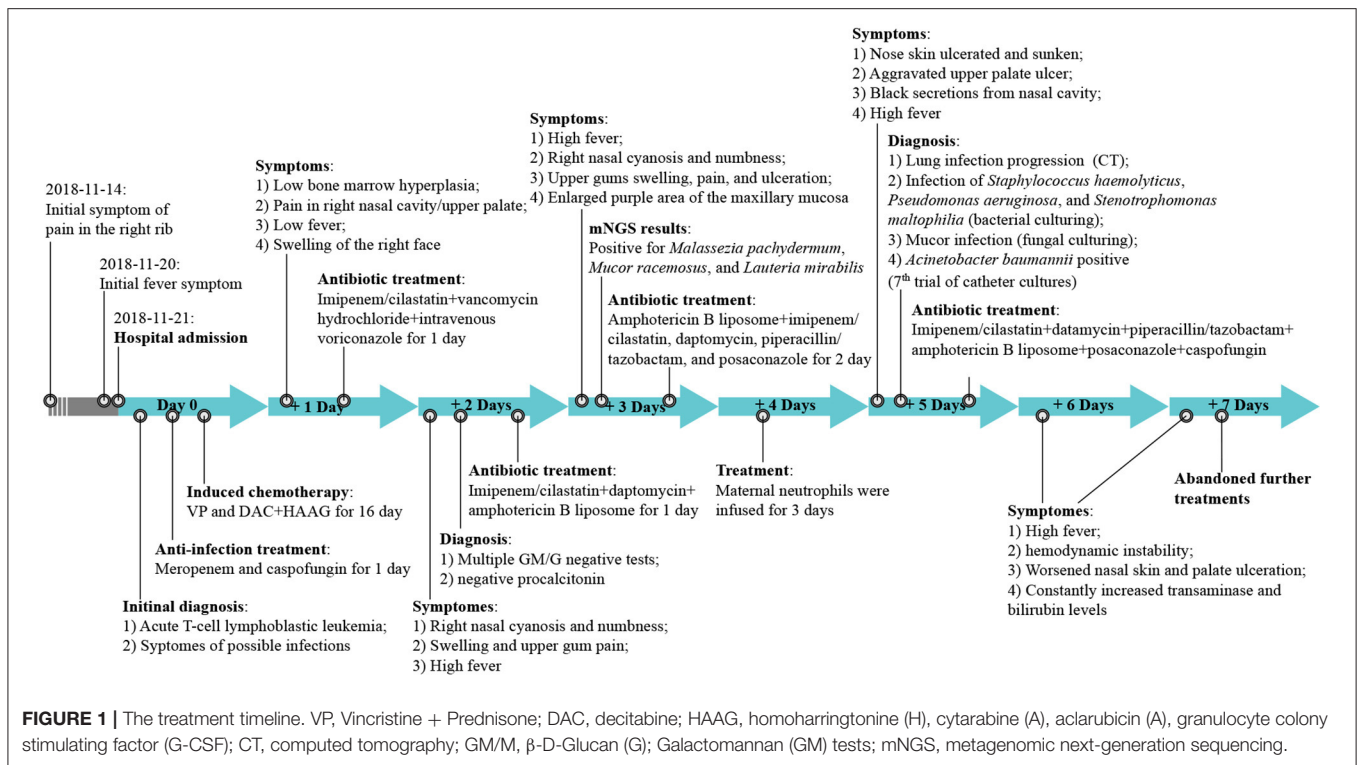 2018-11-14:
Initial symptom of
pain in the right rib
2018-11-20:
Initial fever symptom
2018-11-21:
Hospital admission
Symptoms:
1) Low bone marrow hyperplasia;
2) Pain in right nasal cavity/upper palate;
3) Low fever;
4) Swelling of the right face
Antibiotic treatment:
Imipenem/cilastatin+vancomycin
hydrochloride+intravenous
voriconazole for 1 day
Symptoms:
1) High fever;
2) Right nasal cyanosis and numbness;
3) Upper gums swelling, pain, and ulceration;
4) Enlarged purple area of the maxillary mucosa
mNGS results:
Positive for Malassezia pachydermum,
Mucor racemosus, and Lauteria mirabilis
Antibiotic treatment:
Amphotericin B liposome+imipenem/
cilastatin, daptomycin, piperacillin/
tazobactam, and posaconazole for 2 day
Symptoms:
1) Nose skin ulcerated and sunken;
2) Aggravated upper palate ulcer;
3) Black secretions from nasal cavity;
4) High fever
Diagnosis:
1) Lung infection progression (CT);
2) Infection of Staphylococcus haemolyticus,
Pseudomonas aeruginosa, and Stenotrophomonas
maltophilia (bacterial culturing);
3) Mucor infection (fungal culturing);
4) Acinetobacter baumannii positive
(7th trial of catheter cultures)
Antibiotic treatment:
Imipenem/cilastatin+datamycin+piperacillin/tazobactam+
amphotericin B liposome+posaconazole+caspofungin
Day 0
+ 1 Day
+ 2 Days
+ 3 Days
+ 4 Days
+ 5 Days
+ 6 Days
+ 7 Days
Induced chemotherapy:
VP and DAC+HAAG for 16 day
Anti-infection treatment:
Meropenem and caspofungin for 1 day
Initinal diagnosis:
1) Acute T-cell lymphoblastic leukemia;
2) Syptomes of possible infections
Antibiotic treatment:
Imipenem/cilastatin+daptomycin+
amphotericin B liposome for 1 day
Diagnosis:
1) Multiple GM/G negative tests;
2) negative procalcitonin
Symptomes:
1) Right nasal cyanosis and numbness;
2) Swelling and upper gum pain;
3) High fever
Treatment:
Maternal neutrophils were
infused for 3 days
Abandoned further
treatments
Symptomes:
1) High fever;
2) hemodynamic instability;
3) Worsened nasal skin and palate ulceration;
4) Constantly increased transaminase and
bilirubin levels
FIGURE 1 | The treatment timeline. VP, Vincristine + Prednisone; DAC, decitabine; HAAG, homoharringtonine (H), cytarabine (A), aclarubicin (A), granulocyte colony
stimulating factor (G-CSF); CT, computed tomography; GM/M, β-D-Glucan (G); Galactomannan (GM) tests; mNGS, metagenomic next-generation sequencing.